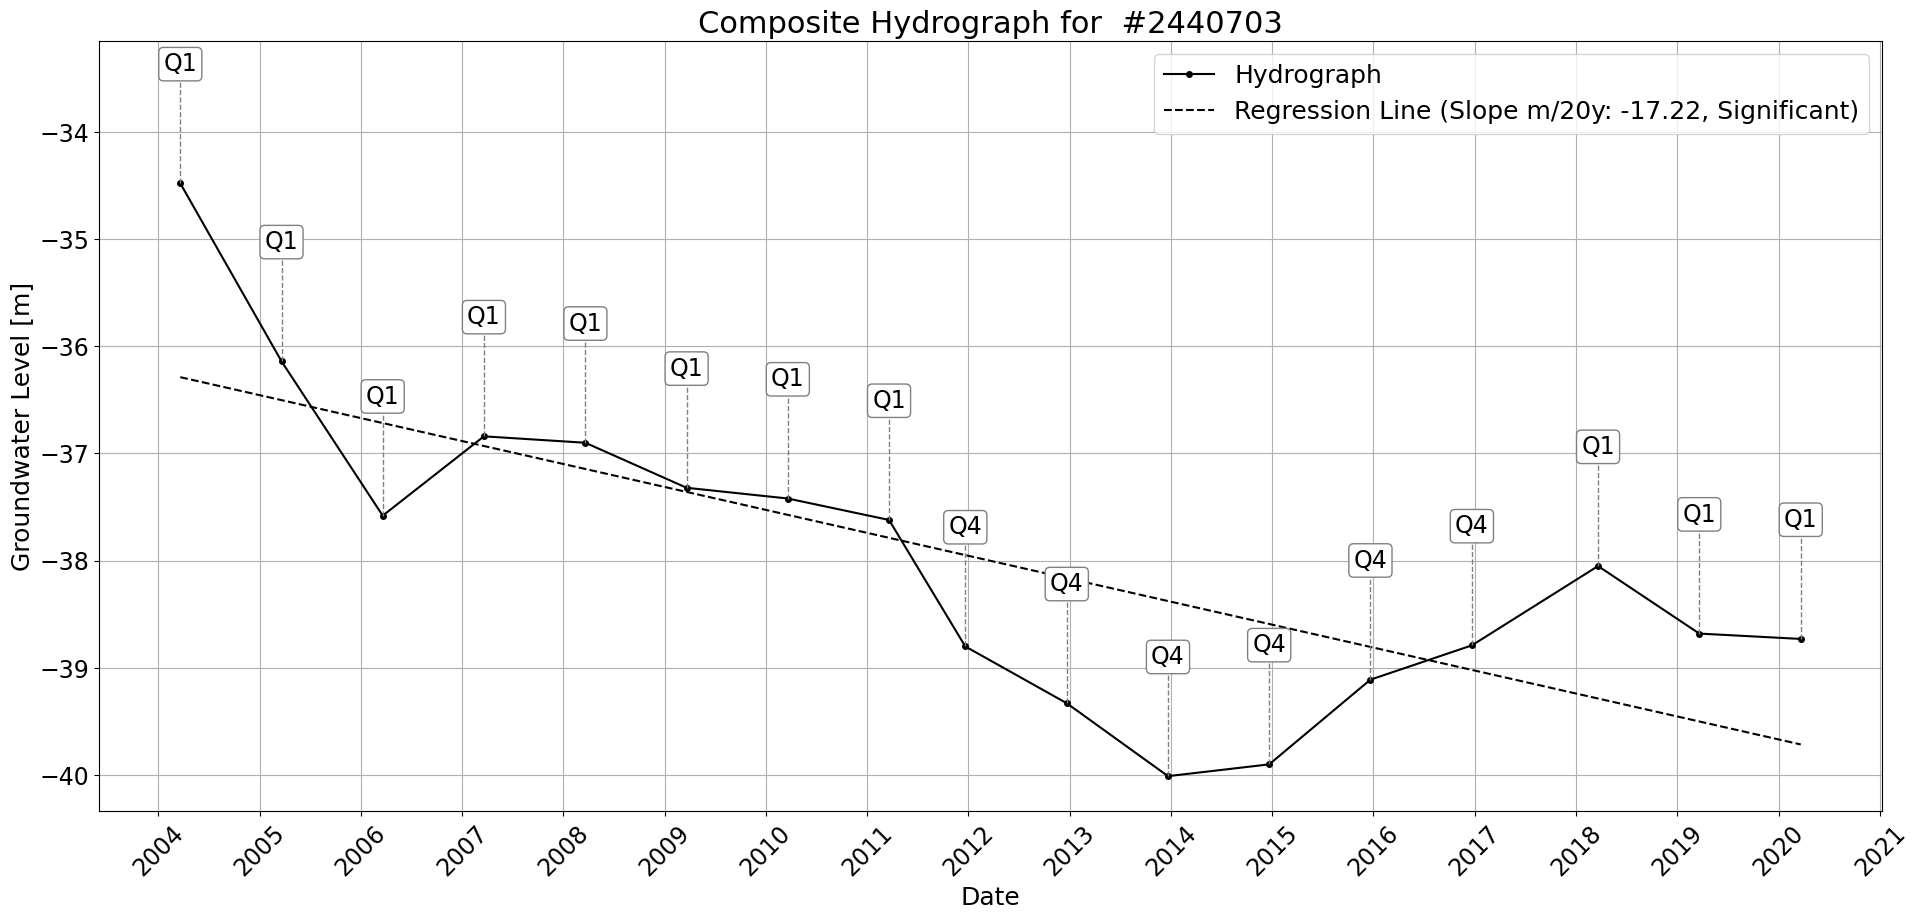 Composite Hydrograph for  #2440703
Hydrograph
Regression Line (Slope m/20y: -17.22, Significant)
Groundwater Level [m]
−34
−35
−36
−37
−38
−39
−40
Q1
Q1
Q1
Q1
Q1
Q1
Q1
Q1
Q4
Q4
Q4
Q4
Q4
Q4
Q1
Q1
Q1
2004
2005
2006
2007
2008
2009
2010
2011
2012
2013
2014
2015
2016
2017
2018
2019
2020
2021
Date